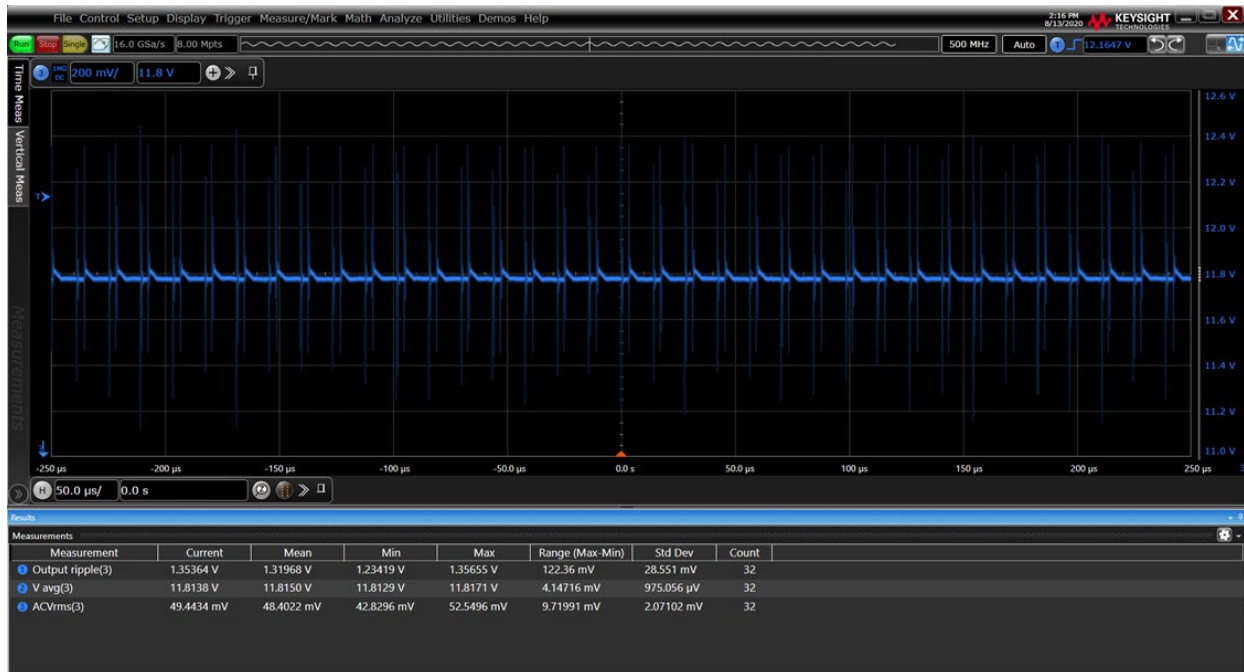 File Control Setup Display Trigger Measure/Mark Math Analyze Utilities Demos Help
2:16 PM
8/13/2020
KEYSIGHT
TECHNOLOGIES
Run Stop Single 16.0 GSa/s 8.00 Mpts 500 MHz Auto T 12.1647 V
3 1MΩ DC 200 mV/ 11.8 V
Time Meas
Vertical Meas
Measurements
T
12.6 V
12.4 V
12.2 V
12.0 V
11.8 V
11.6 V
11.4 V
11.2 V
11.0 V
-250 µs -200 µs -150 µs -100 µs -50.0 µs 0.0 s 50.0 µs 100 µs 150 µs 200 µs 250 µs
H 50.0 µs/ 0.0 s
Results
Measurements
Measurement Current Mean Min Max Range (Max-Min) Std Dev Count
1 Output ripple(3) 1.35364 V 1.31968 V 1.23419 V 1.35655 V 122.36 mV 28.551 mV 32
2 V avg(3) 11.8138 V 11.8150 V 11.8129 V 11.8171 V 4.14716 mV 975.056 µV 32
3 ACVrms(3) 49.4434 mV 48.4022 mV 42.8296 mV 52.5496 mV 9.71991 mV 2.07102 mV 32